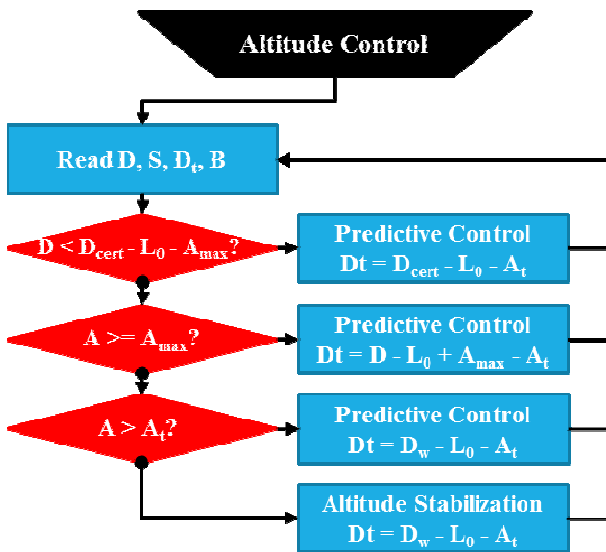 Altitude Control
Read D, S, Dt, B
D < Dcert - L0 - Amax?
Predictive Control
Dt = Dcert - L0 - At
A >= Amax?
Predictive Control
Dt = D - L0 + Amax - At
A > At?
Predictive Control
Dt = Dw - L0 - At
Altitude Stabilization
Dt = Dw - L0 - At